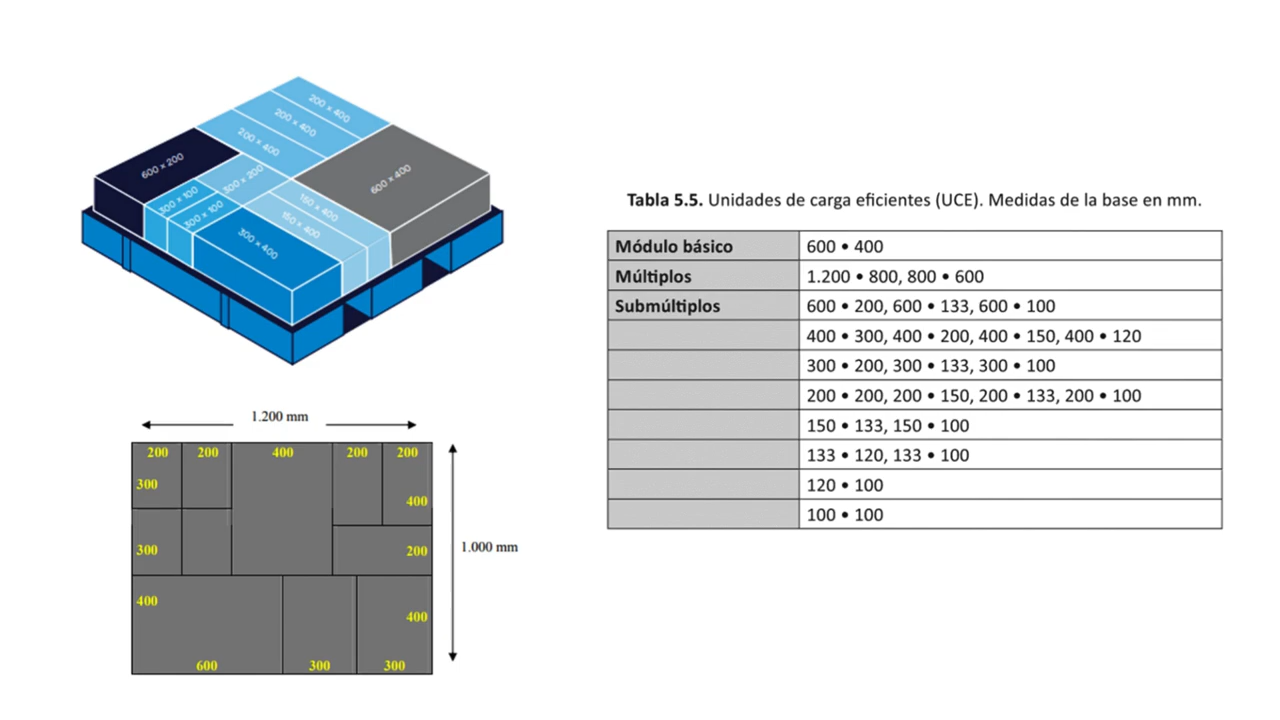 200 x 400
200 x 400
200 x 400
600 x 200
300 x 200
600 x 400
300 x 100
150 x 400
300 x 100
150 x 400
300 x 400
Tabla 5.5. Unidades de carga eficientes (UCE). Medidas de la base en mm.
Módulo básico 600 • 400
Múltiplos 1.200 • 800, 800 • 600
Submúltiplos 600 • 200, 600 • 133, 600 • 100
400 • 300, 400 • 200, 400 • 150, 400 • 120
300 • 200, 300 • 133, 300 • 100
200 • 200, 200 • 150, 200 • 133, 200 • 100
150 • 133, 150 • 100
133 • 120, 133 • 100
120 • 100
100 • 100
1.200 mm
200 200 400 200 200
300
400
300
200
1.000 mm
400
400
600 300 300